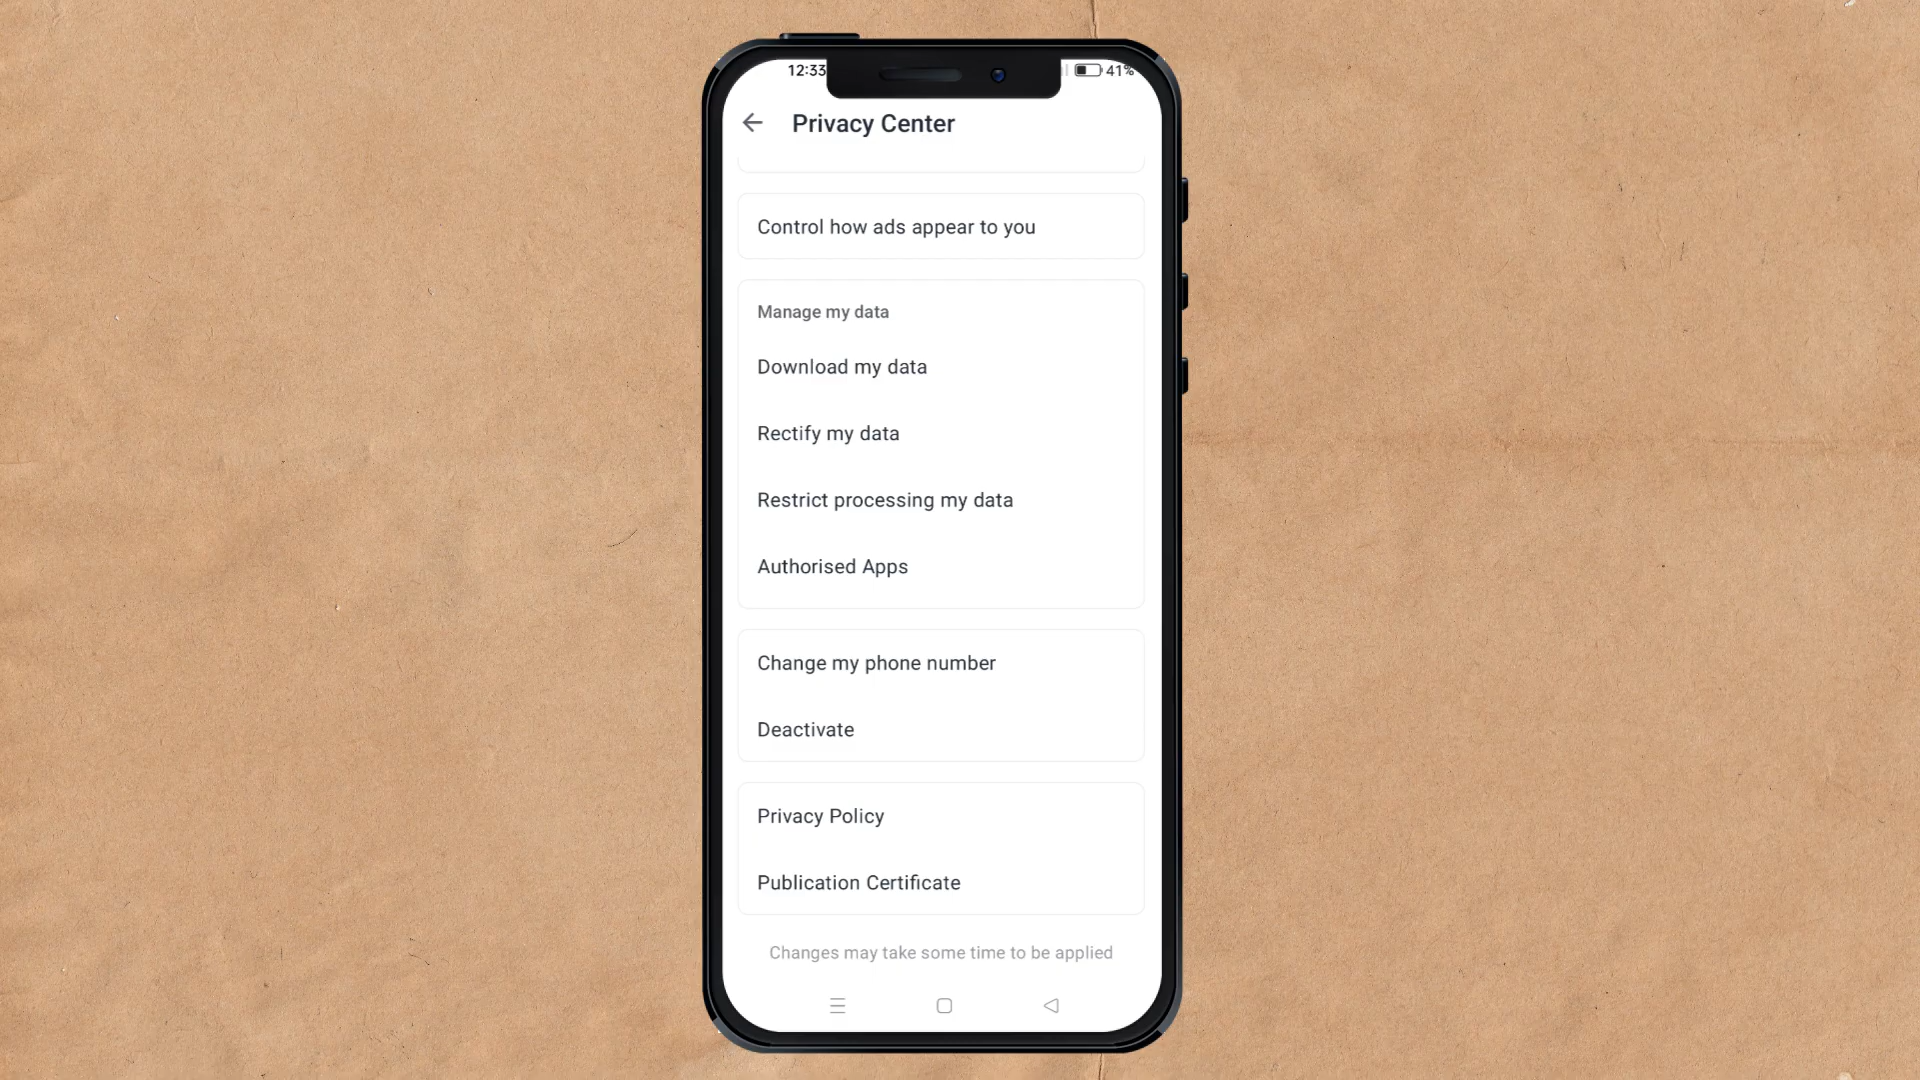 12:33
41%
Privacy Center
Control how ads appear to you
Manage my data
Download my data
Rectify my data
Restrict processing my data
Authorised Apps
Change my phone number
Deactivate
Privacy Policy
Publication Certificate
Changes may take some time to be applied